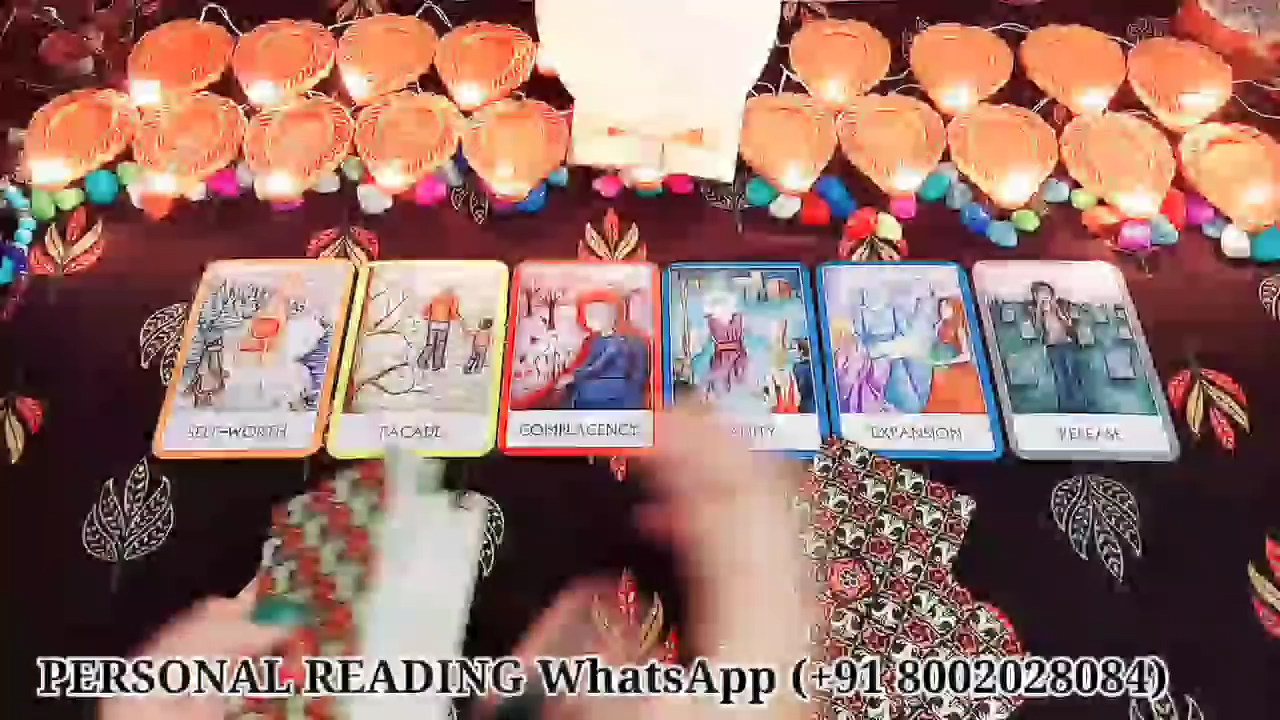 SELF-WORTH
FACADE
COMPLACENCY
EXPANSION
RELEASE
PERSONAL READING WhatsApp (+91 8002028084)